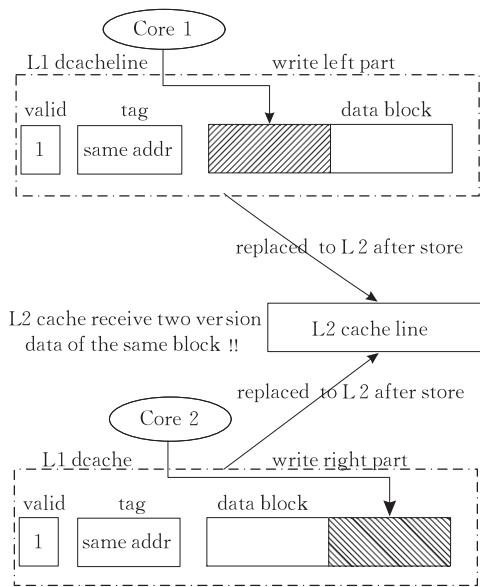 Core 1
L1 dcacheline write left part
valid tag data block
1 same addr
replaced to L 2 after store
L2 cache receive two version
data of the same block !!
L2 cache line
replaced to L 2 after store
Core 2
L1 dcache write right part
valid tag data block
1 same addr